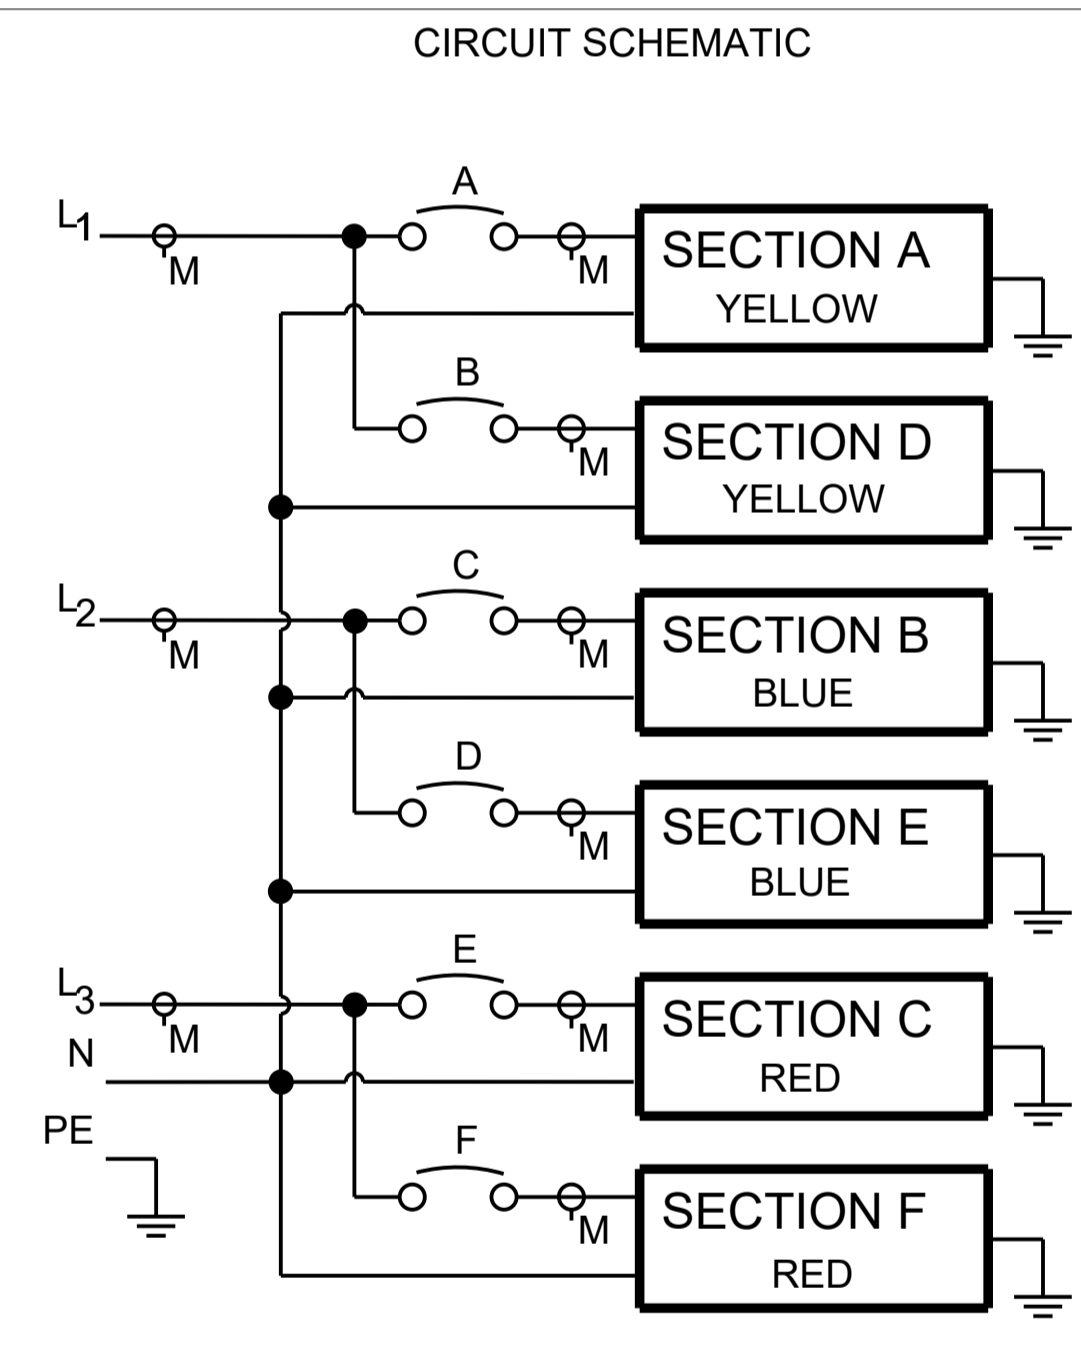 CIRCUIT SCHEMATIC
A
L1
M
M
SECTION A
YELLOW
B
M
SECTION D
YELLOW
C
L2
M
M
SECTION B
BLUE
D
M
SECTION E
BLUE
E
L3
M
M
SECTION C
N
RED
PE
F
M
SECTION F
RED